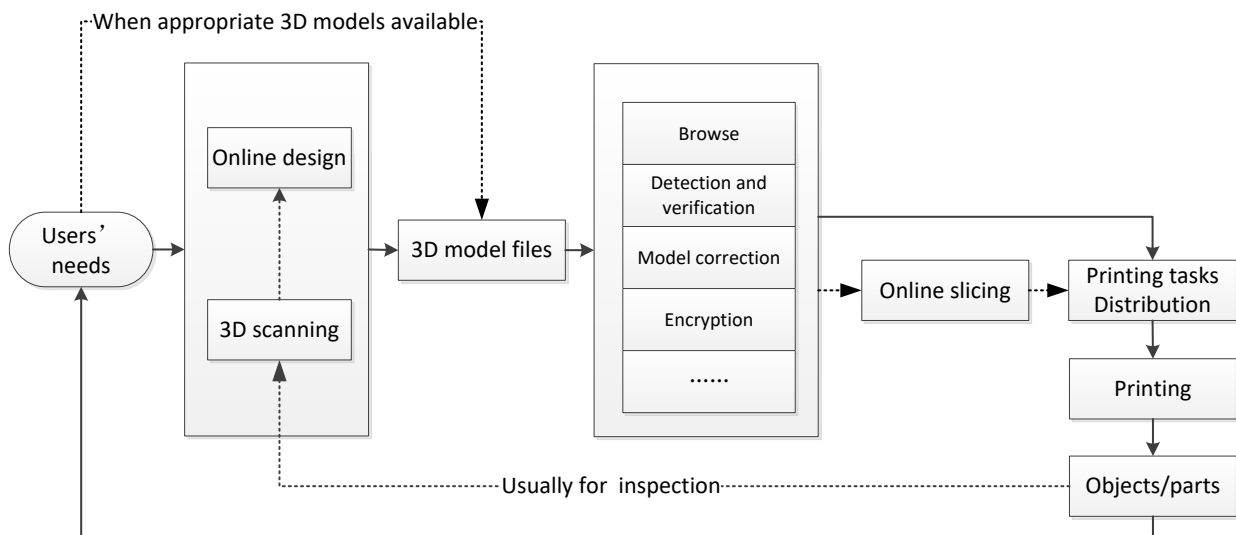 When appropriate 3D models available
Online design
3D scanning
Users’
needs
3D model files
Browse
Detection and
verification
Model correction
Encryption
......
Online slicing
Printing tasks
Distribution
Printing
Objects/parts
Usually for inspection